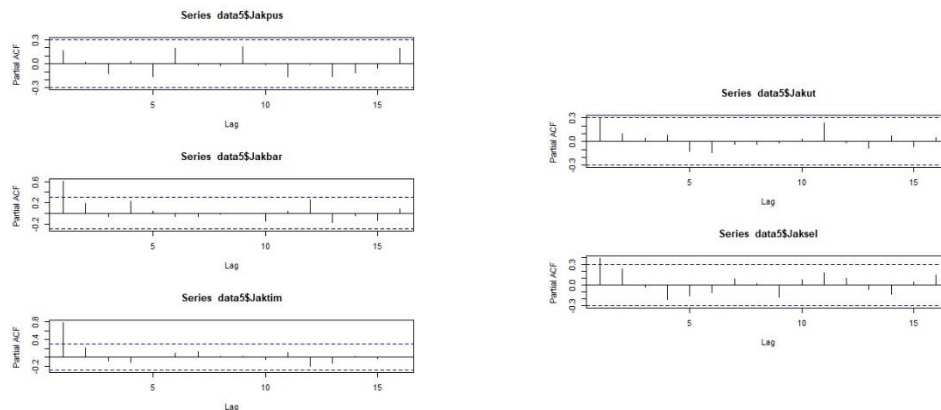 Series data5$Jakpus
Partial ACF
-0.3 0.0 0.3
5 10 15
Lag
Series data5$Jakbar
Partial ACF
-0.2 0.2 0.6
5 10 15
Lag
Series data5$Jaktim
Partial ACF
-0.2 0.4 0.8
5 10 15
Lag
Series data5$Jakut
Partial ACF
-0.3 0.0 0.3
5 10 15
Lag
Series data5$Jaksel
Partial ACF
-0.3 0.0 0.3
5 10 15
Lag